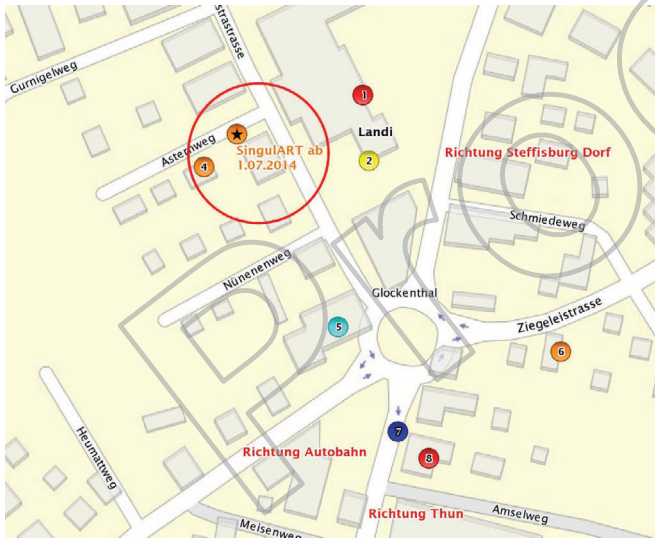 strastrasse
Gurnigelweg
1
Landi
Asternweg
★
SingulART ab
1.07.2014
4
2
Richtung Steffisburg Dorf
Schmiedeweg
Nünenenweg
Glockenthal
Ziegeleistrasse
5
6
Heumattweg
7
Richtung Autobahn
8
Richtung Thun
Amselweg
Meisenweg